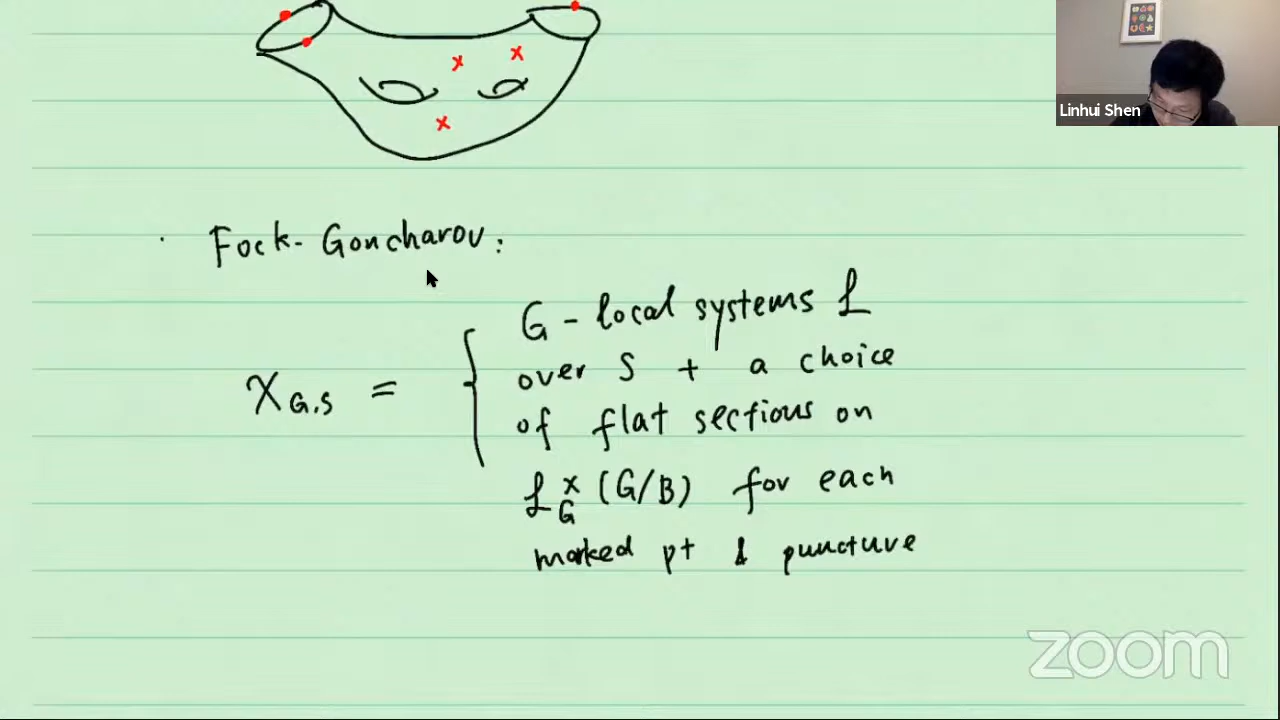 Linhui Shen
· Fock-Goncharov:
G-local systems L
over S + a choice
X_{G,S} = {
of flat sections on
L ×_G (G/B) for each
marked pt & puncture
zoom